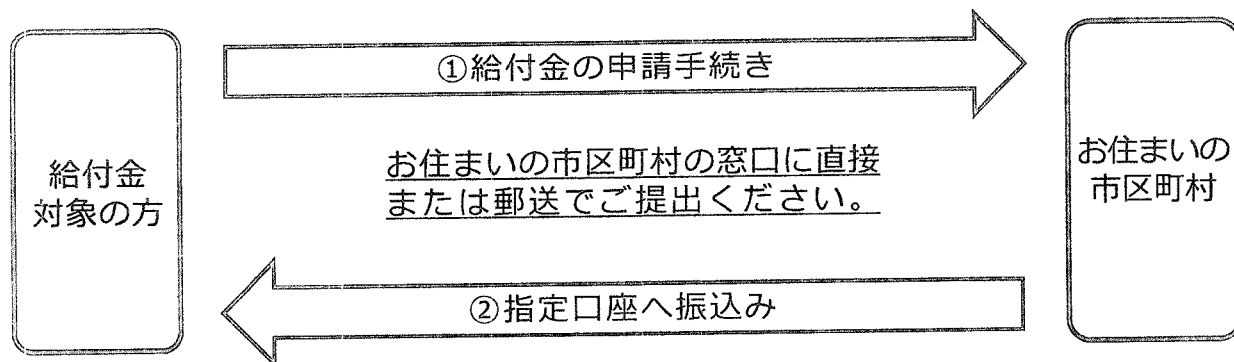 ①給付金の申請手続き
給付金
対象の方
お住まいの市区町村の窓口に直接
または郵送でご提出ください。
お住まいの
市区町村
②指定口座へ振込み